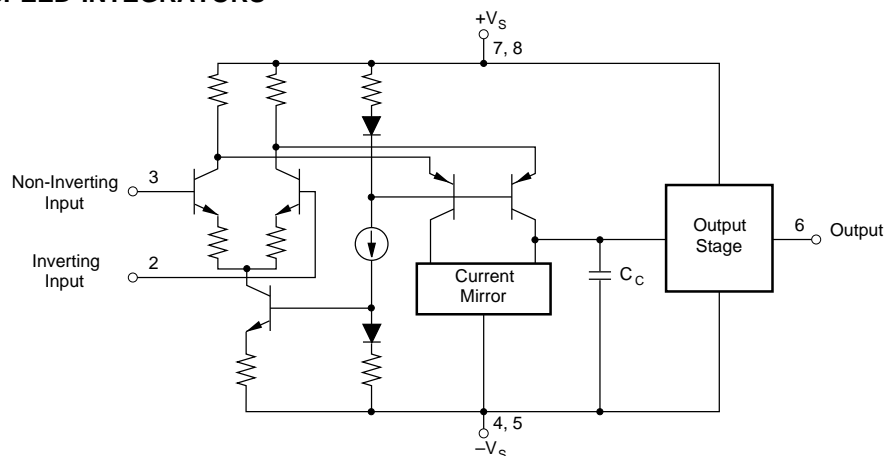 SPEED INTEGRATORS
+VS
7, 8
Non-Inverting
Input
3
Inverting
Input
2
Current
Mirror
CC
Output
Stage
6
Output
4, 5
–VS